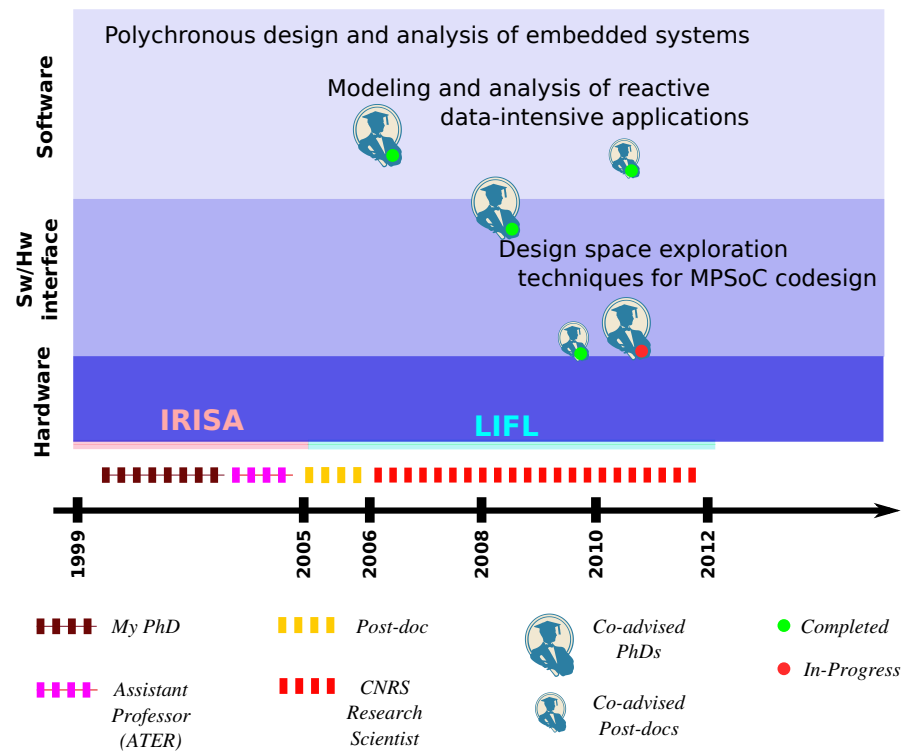 Polychronous design and analysis of embedded systems
Modeling and analysis of reactive
data-intensive applications
Software
Design space exploration
techniques for MPSoC codesign
Sw/Hw
interface
Hardware
IRISA
LIFL
1999
2005
2006
2008
2010
2012
My PhD
Post-doc
Co-advised
PhDs
Completed
In-Progress
Assistant
Professor
(ATER)
CNRS
Research
Scientist
Co-advised
Post-docs